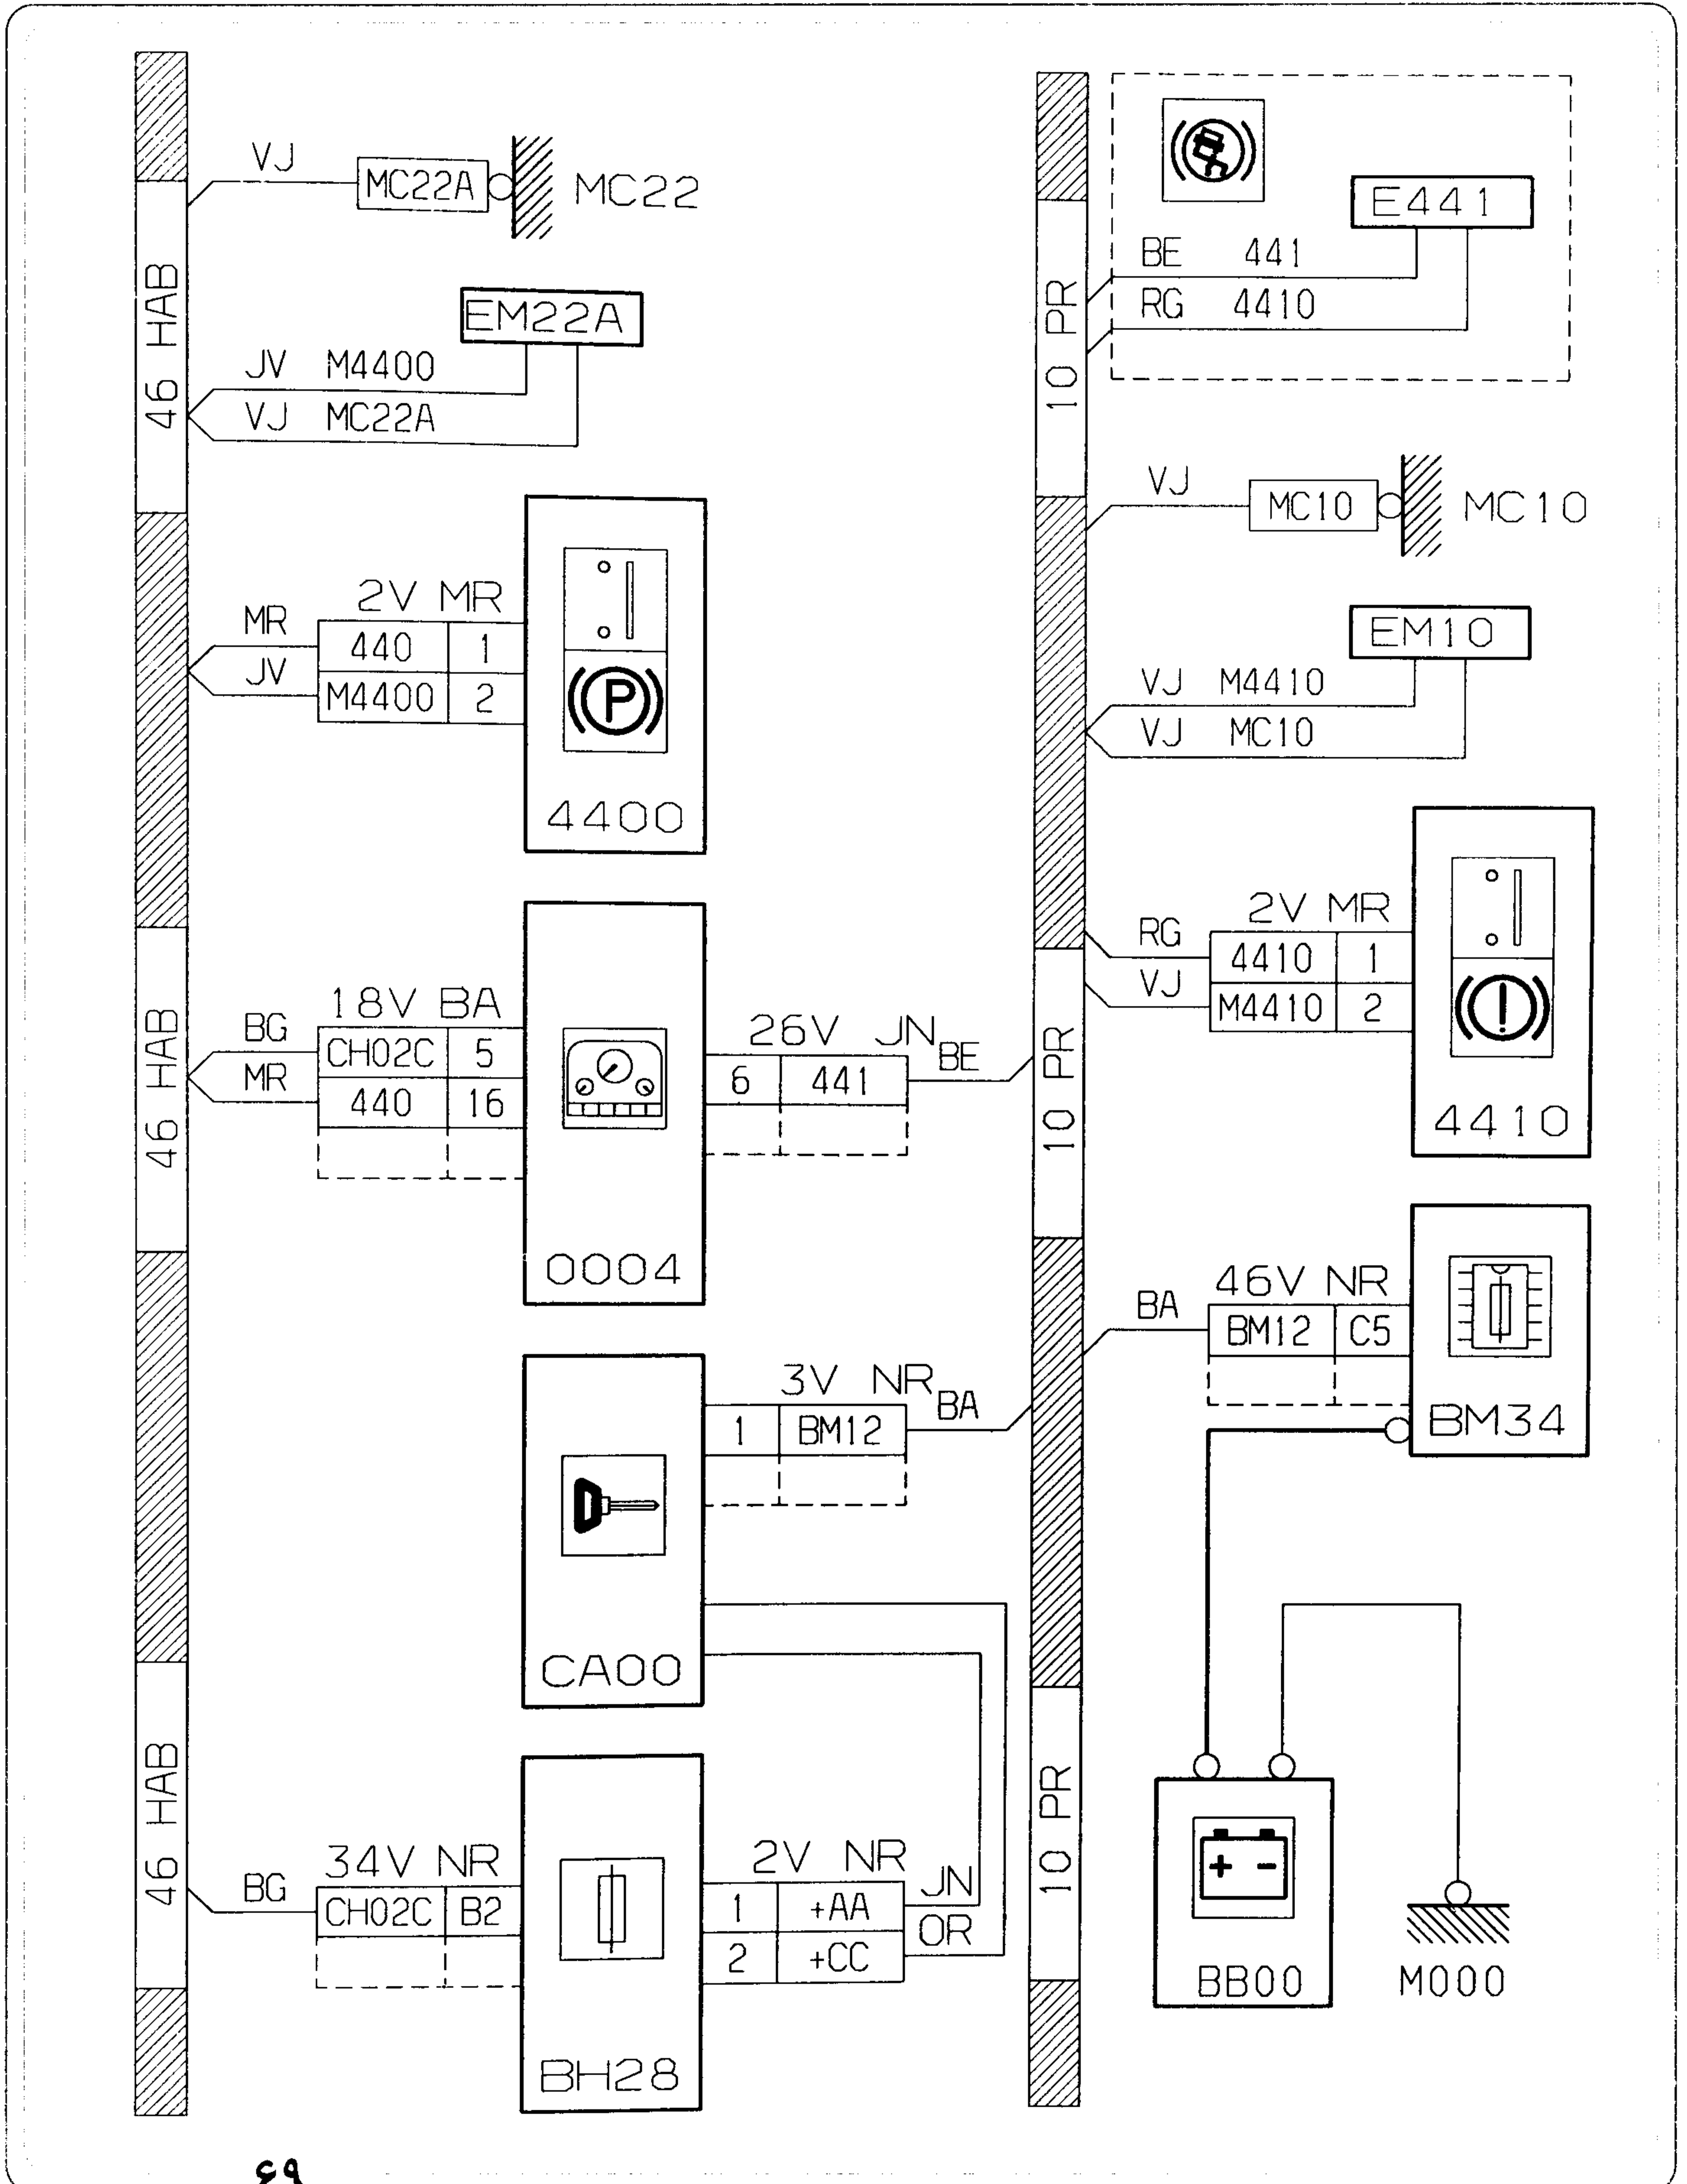 46 HAB
VJ
MC22A
MC22
EM22A
JV M4400
VJ MC22A
2V MR
MR
440 1
JV
M4400 2
P
4400
46 HAB
18V BA
BG
CH02C 5
MR
440 16
26V JN
BE
6 441
0004
3V NR
BA
1 BM12
CA00
46 HAB
34V NR
BG
CH02C B2
2V NR
JN
1 +AA
OR
2 +CC
BH28
10 PR
E441
BE 441
RG 4410
VJ
MC10
MC10
EM10
VJ M4410
VJ MC10
2V MR
RG
4410 1
VJ
M4410 2
!
4410
10 PR
46V NR
BA
BM12 C5
BM34
10 PR
+ -
BB00
M000
۶۹